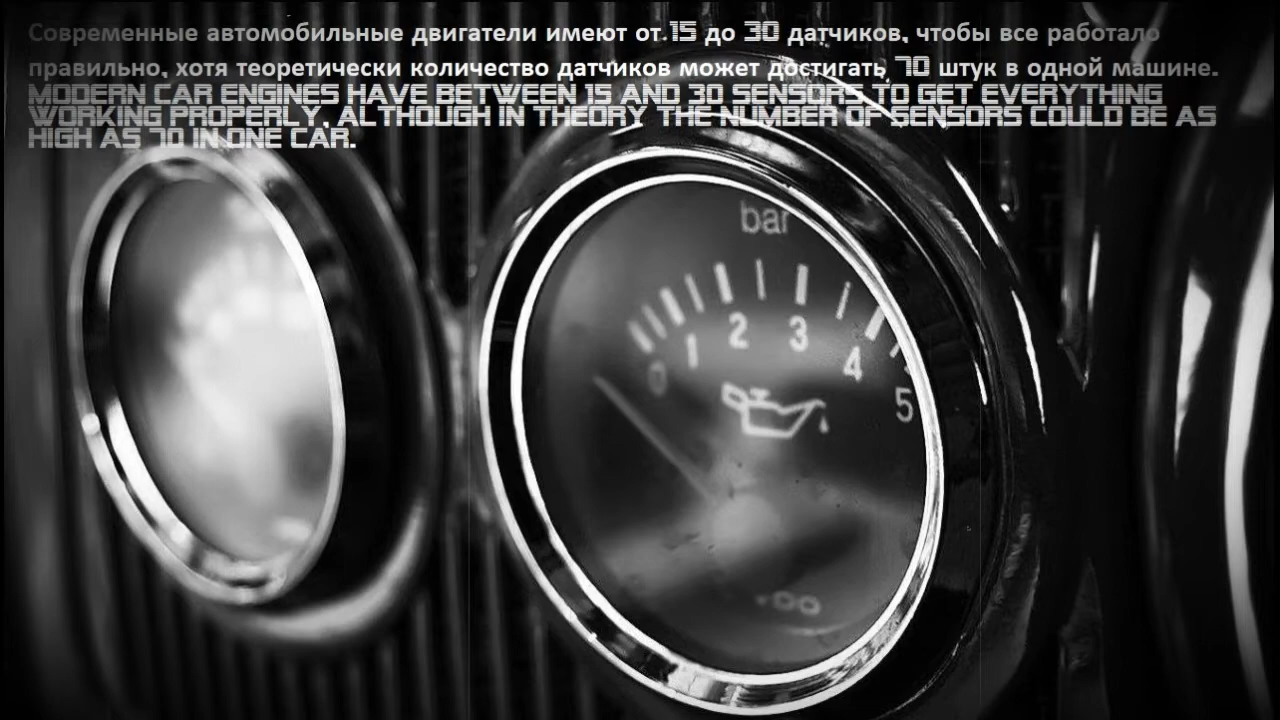 Современные автомобильные двигатели имеют от 15 до 30 датчиков, чтобы все работало
правильно, хотя теоретически количество датчиков может достигать 70 штук в одной машине.
MODERN CAR ENGINES HAVE BETWEEN 15 AND 30 SENSORS TO GET EVERYTHING
WORKING PROPERLY, ALTHOUGH IN THEORY THE NUMBER OF SENSORS COULD BE AS
HIGH AS 70 IN ONE CAR.
bar
0 1 2 3 4 5